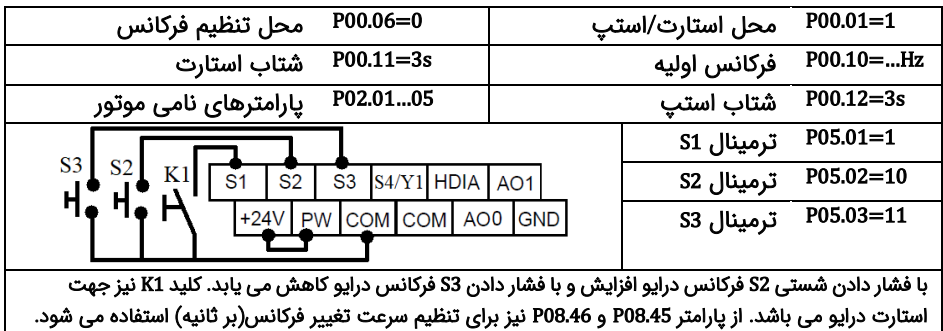 P00.01=1 محل استارت/استپ P00.06=0 محل تنظیم فرکانس
P00.10=...Hz فرکانس اولیه P00.11=3s شتاب استارت
P00.12=3s شتاب استپ P02.01...05 پارامترهای نامی موتور
P05.01=1 ترمینال S1
P05.02=10 ترمینال S2
P05.03=11 ترمینال S3
S3 S2 K1
S1 S2 S3 S4/Y1 HDIA AO1
+24V PW COM COM AO0 GND
با فشار دادن شستی S2 فرکانس درایو افزایش و با فشار دادن S3 فرکانس درایو کاهش می یابد. کلید K1 نیز جهت
استارت درایو می باشد. از پارامتر P08.45 و P08.46 نیز برای تنظیم سرعت تغییر فرکانس(بر ثانیه) استفاده می شود.